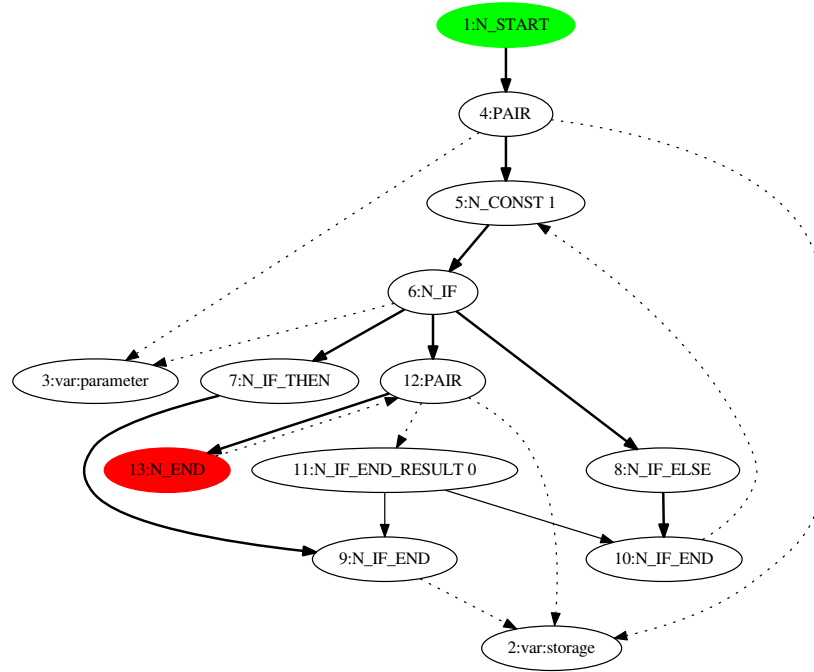 1:N_START
4:PAIR
5:N_CONST 1
6:N_IF
3:var:parameter
7:N_IF_THEN
12:PAIR
13:N_END
11:N_IF_END_RESULT 0
8:N_IF_ELSE
9:N_IF_END
10:N_IF_END
2:var:storage